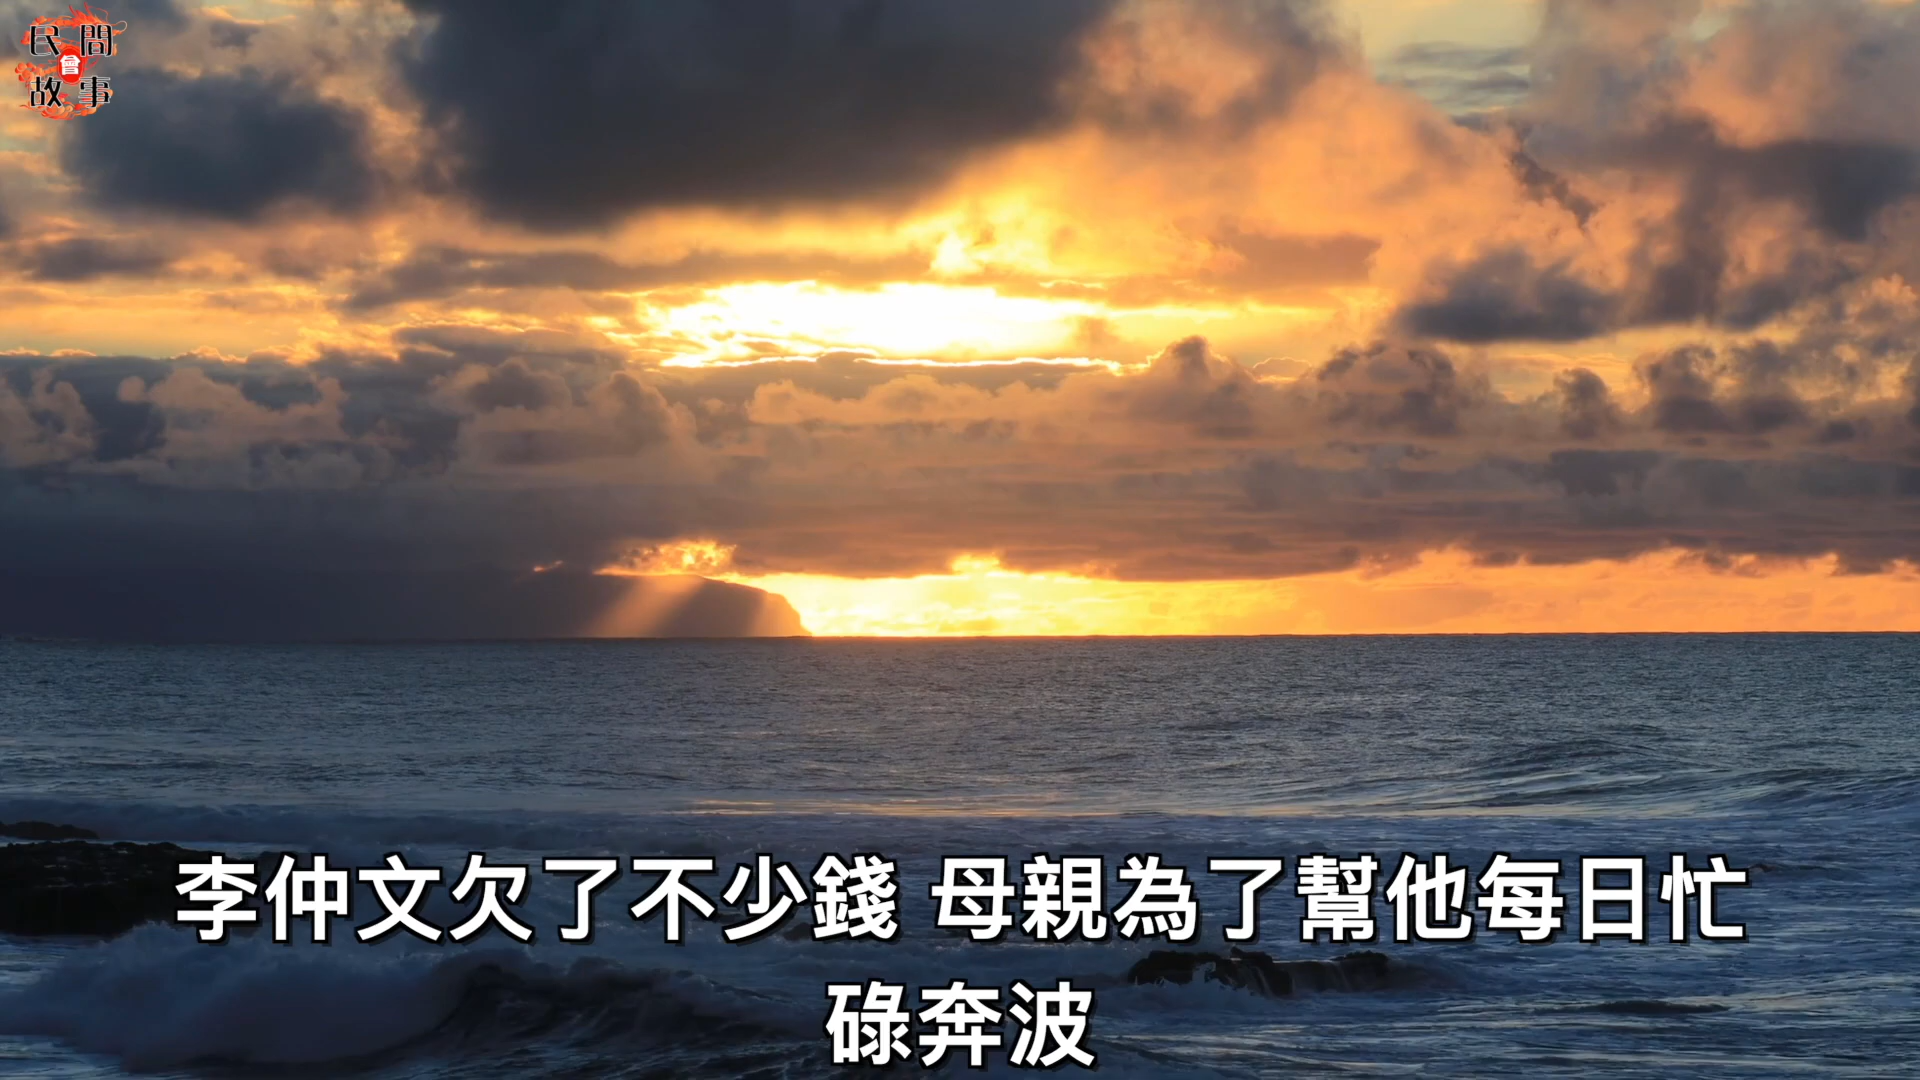 民間
會
故事
李仲文欠了不少錢 母親為了幫他每日忙
碌奔波